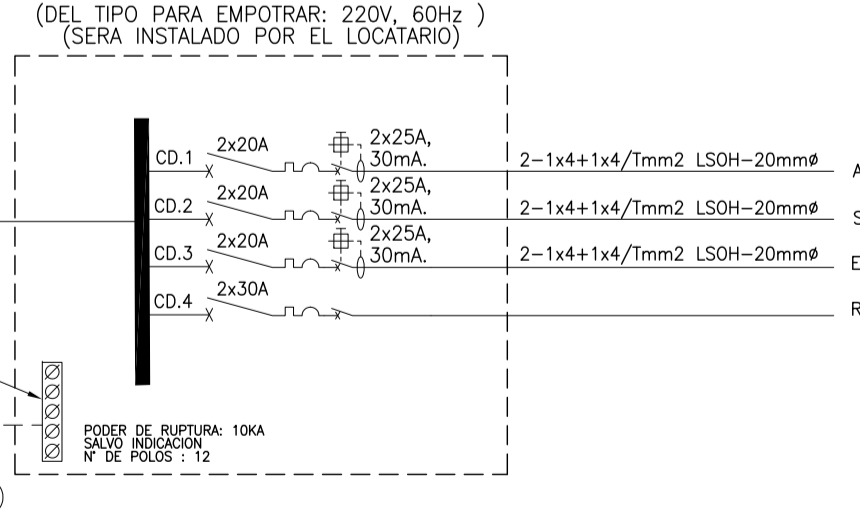 (DEL TIPO PARA EMPOTRAR: 220V, 60Hz )
(SERA INSTALADO POR EL LOCATARIO)
CD.1 2x20A 2x25A,
30mA. 2-1x4+1x4/Tmm2 LSOH-20mmø A
CD.2 2x20A 2x25A,
30mA. 2-1x4+1x4/Tmm2 LSOH-20mmø S
CD.3 2x20A 2x25A,
30mA. 2-1x4+1x4/Tmm2 LSOH-20mmø E
CD.4 2x30A R
PODER DE RUPTURA: 10KA
SALVO INDICACION
N° DE POLOS : 12
)